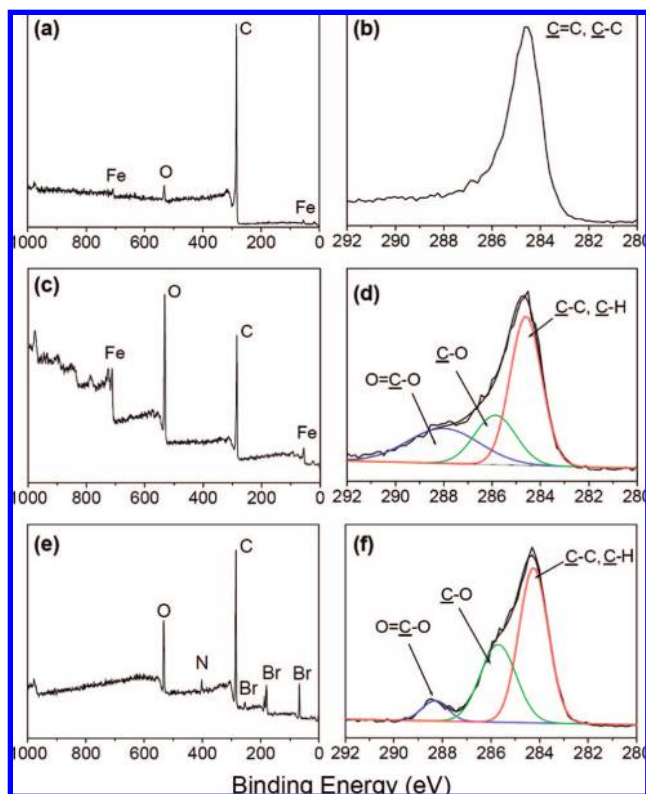 (a)
C
Fe
O
Fe
1000 800 600 400 200 0
(b)
C=C, C-C
292 290 288 286 284 282 280
(c)
O
C
Fe
Fe
1000 800 600 400 200 0
(d)
C-C, C-H
C-O
O=C-O
292 290 288 286 284 282 280
(e)
C
O
N
Br
Br
Br
1000 800 600 400 200 0
(f)
C-C, C-H
C-O
O=C-O
292 290 288 286 284 282 280
Binding Energy (eV)